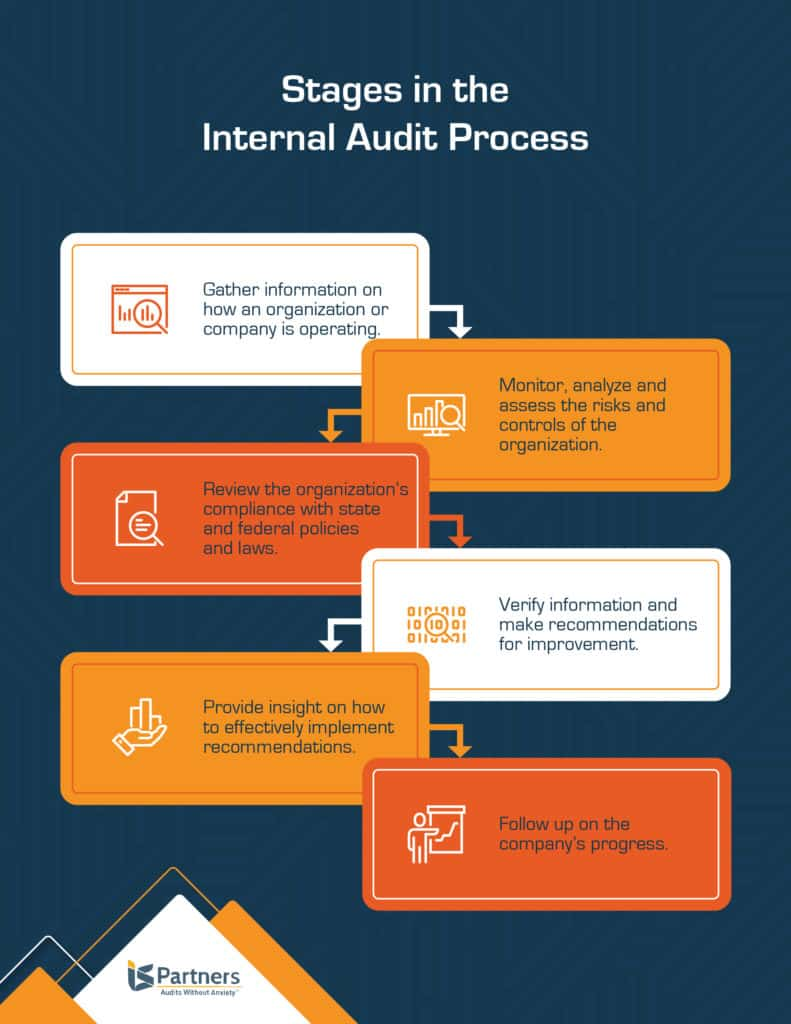 Stages in the
Internal Audit Process
Gather information on
how an organization or
company is operating.
Monitor, analyze and
assess the risks and
controls of the
organization.
Review the organization's
compliance with state
and federal policies
and laws.
Verify information and
make recommendations
for improvement.
Provide insight on how
to effectively implement
recommendations.
Follow up on the
company's progress.
is Partners
Audits Without Anxiety™